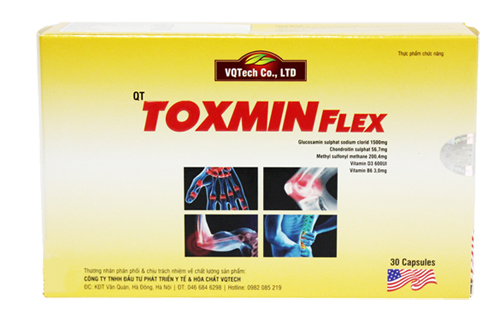 VQTech Co., LTD
Thực phẩm chức năng
QT
TOXMIN FLEX
Glucosamin sulphat sodium clorid 1500mg
Chondroitin sulphat 56.7mg
Methyl sulfonyl methane 200.4mg
Vitamin D3 600UI
Vitamin B6 3.0mg
30 Capsules
Thương nhân phân phối & chịu trách nhiệm về chất lượng sản phẩm:
CÔNG TY TNHH ĐẦU TƯ PHÁT TRIỂN Y TẾ & HÓA CHẤT VQTECH
ĐC: KĐT Văn Quán, Hà Đông, Hà Nội | ĐT: 046 684 6298 | Hotline: 0982 085 219